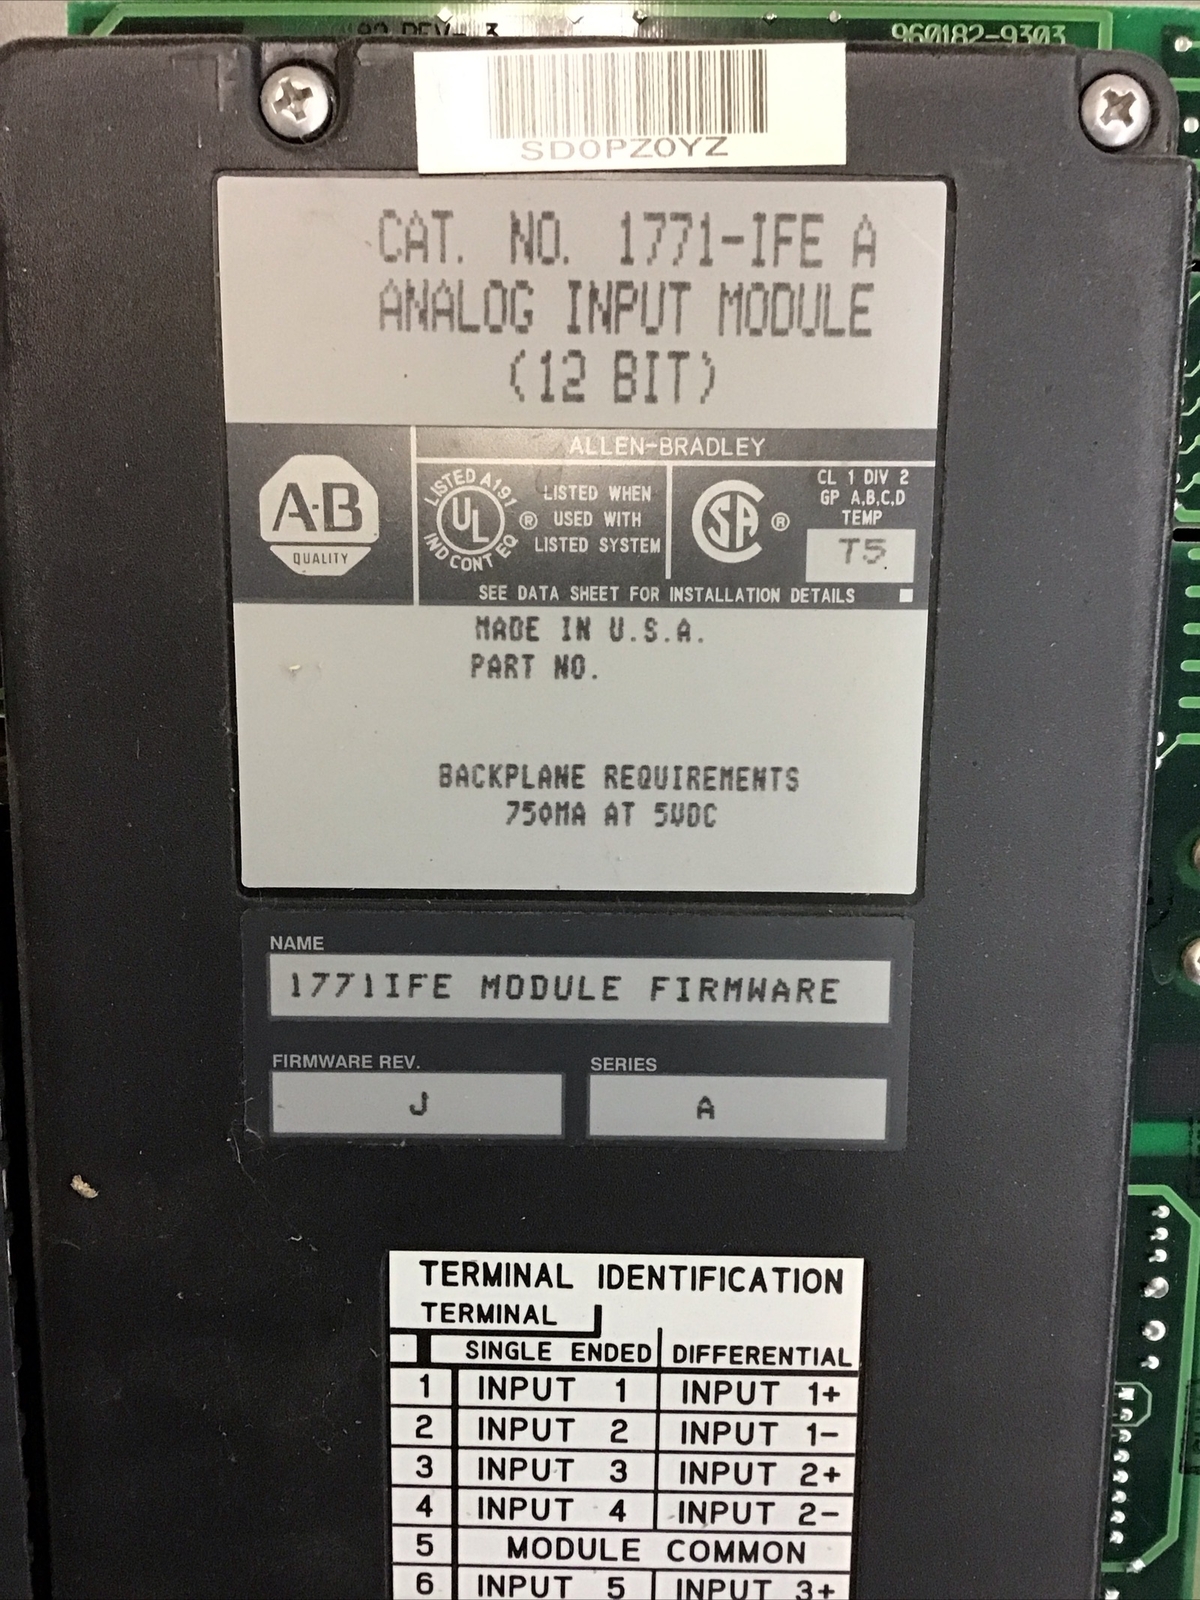 REV- 3
960182-9303
SD0PZ0YZ
CAT. NO. 1771-IFE A
ANALOG INPUT MODULE
(12 BIT)
ALLEN-BRADLEY
A-B
QUALITY
LISTED A191
UL
IND CONT EQ
®
LISTED WHEN
USED WITH
LISTED SYSTEM
SA
®
CL 1 DIV 2
GP A,B,C,D
TEMP
T5
SEE DATA SHEET FOR INSTALLATION DETAILS
MADE IN U.S.A.
PART NO.
BACKPLANE REQUIREMENTS
750MA AT 5VDC
NAME
1771IFE MODULE FIRMWARE
FIRMWARE REV. SERIES
J A
TERMINAL IDENTIFICATION
TERMINAL
SINGLE ENDED DIFFERENTIAL
1 INPUT 1 INPUT 1+
2 INPUT 2 INPUT 1-
3 INPUT 3 INPUT 2+
4 INPUT 4 INPUT 2-
5 MODULE COMMON
6 INPUT 5 INPUT 3+